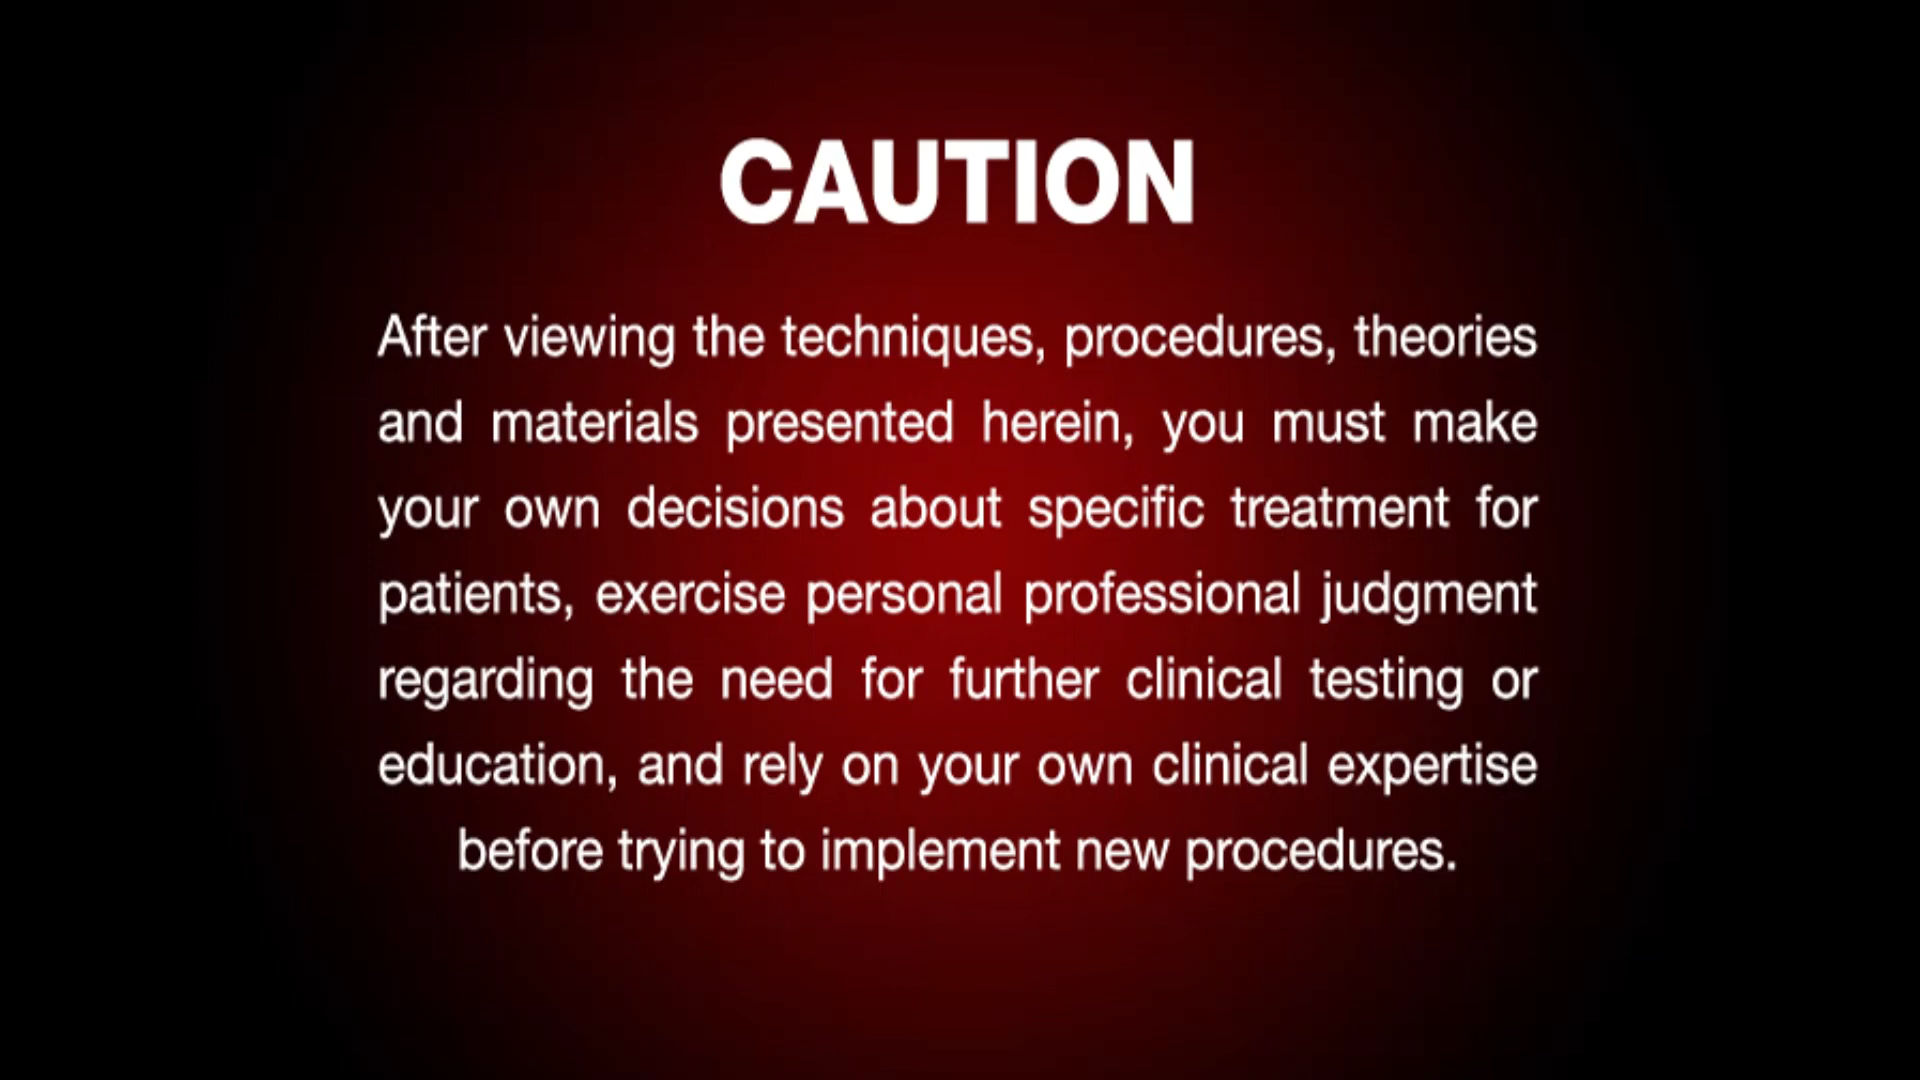 CAUTION
After viewing the techniques, procedures, theories
and materials presented herein, you must make
your own decisions about specific treatment for
patients, exercise personal professional judgment
regarding the need for further clinical testing or
education, and rely on your own clinical expertise
before trying to implement new procedures.